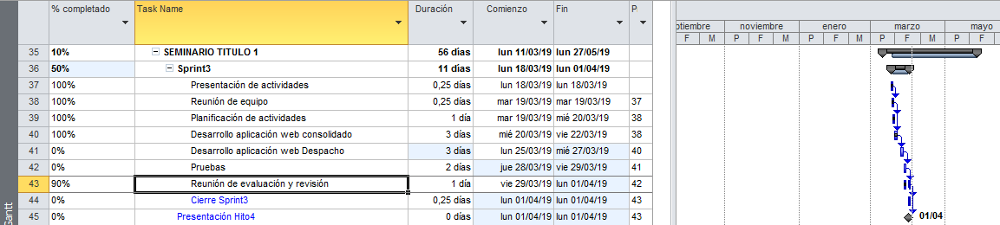 % completado Task Name Duración Comienzo Fin P
ptiembre noviembre enero marzo mayo
F M P F M P F M P F M P F
35 10% SEMINARIO TITULO 1 56 días lun 11/03/19 lun 27/05/19
36 50% Sprint3 11 días lun 18/03/19 lun 01/04/19
37 100% Presentación de actividades 0,25 días lun 18/03/19 lun 18/03/19
38 100% Reunión de equipo 0,25 días mar 19/03/19 mar 19/03/19 37
39 100% Planificación de actividades 1 día mar 19/03/19 mié 20/03/19 38
40 100% Desarrollo aplicación web consolidado 3 días mié 20/03/19 vie 22/03/19 38
41 0% Desarrollo aplicación web Despacho 3 días lun 25/03/19 mié 27/03/19 40
42 0% Pruebas 2 días jue 28/03/19 vie 29/03/19 41
43 90% Reunión de evaluación y revisión 1 día vie 29/03/19 lun 01/04/19 42
44 0% Cierre Sprint3 0,25 días lun 01/04/19 lun 01/04/19 43
45 0% Presentación Hito4 0 días lun 01/04/19 lun 01/04/19 43 01/04
Gantt